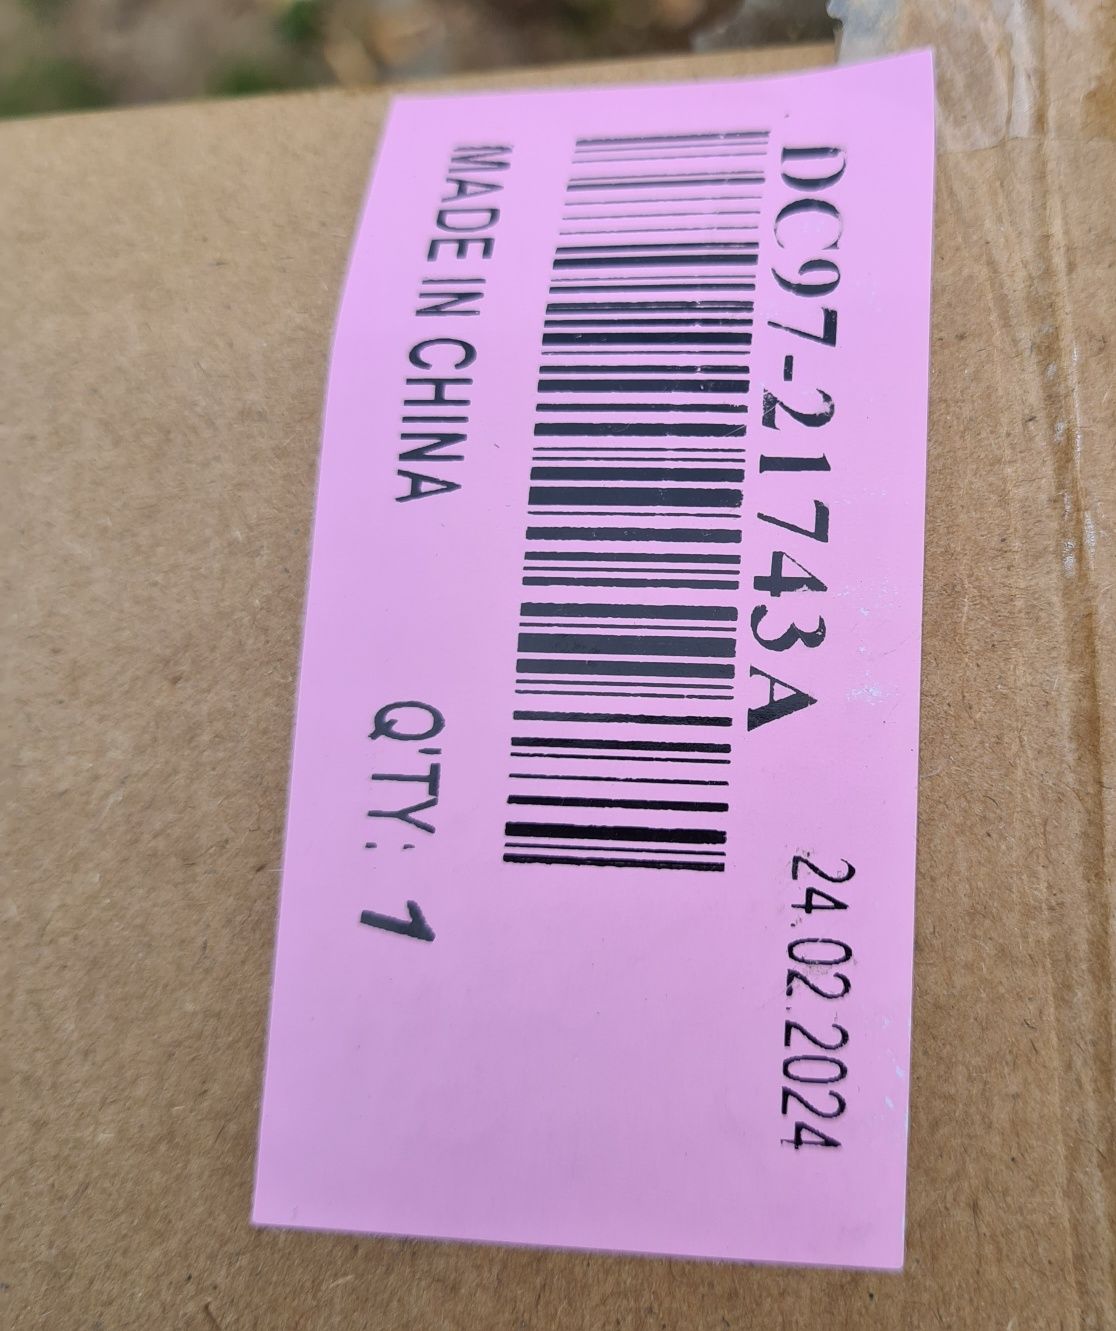 DC97-21743A 24.02.2024
MADE IN CHINA Q'TY: 1